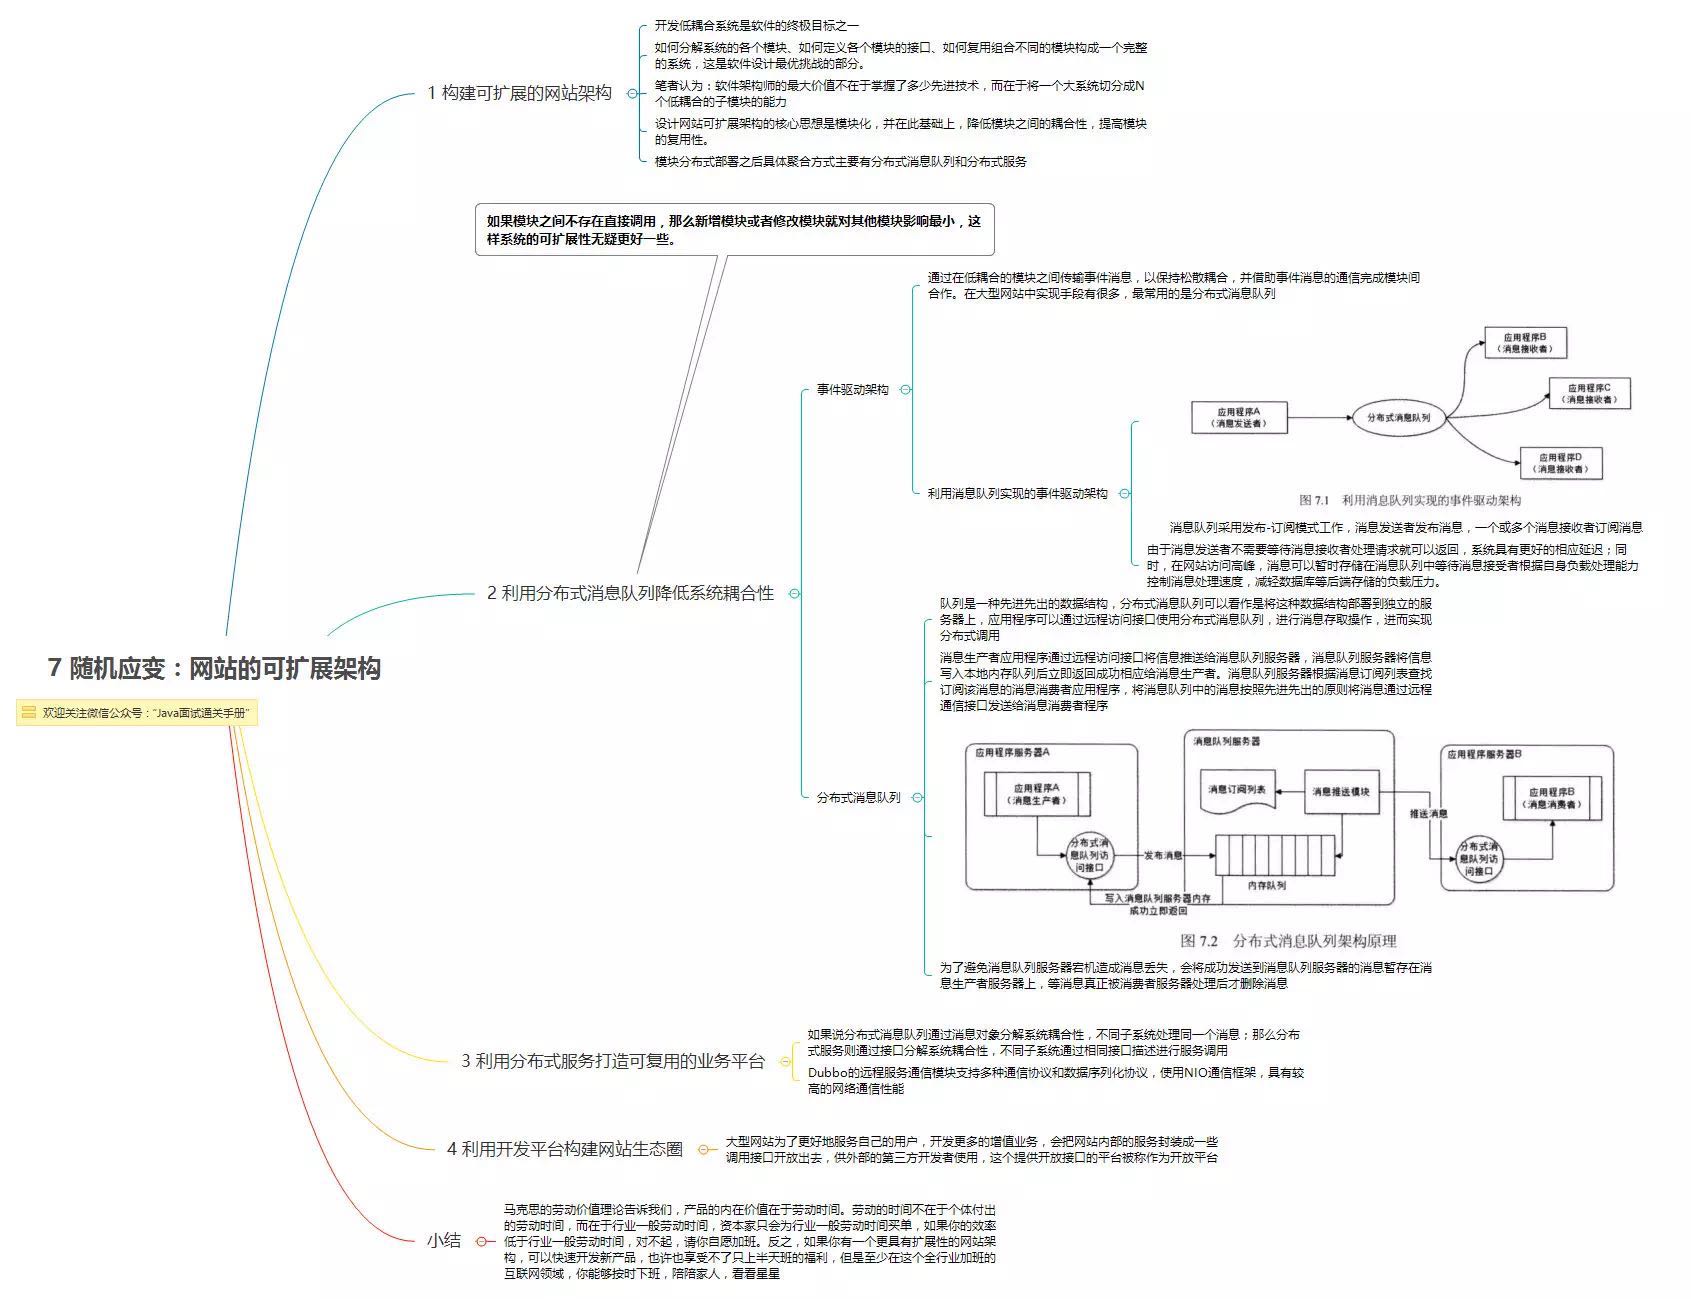 7 随机应变：网站的可扩展架构
欢迎关注微信公众号："Java面试通关手册"
1 构建可扩展的网站架构
开发低耦合系统是软件的终极目标之一
如何分解系统的各个模块、如何定义各个模块的接口、如何复用组合不同的模块构成一个完整
的系统，这是软件设计最优挑战的部分。
笔者认为：软件架构师的最大价值不在于掌握了多少先进技术，而在于将一个大系统切分成N
个低耦合的子模块的能力
设计网站可扩展架构的核心思想是模块化，并在此基础上，降低模块之间的耦合性，提高模块
的复用性。
模块分布式部署之后具体聚合方式主要有分布式消息队列和分布式服务
如果模块之间不存在直接调用，那么新增模块或者修改模块就对其他模块影响最小，这
样系统的可扩展性无疑更好一些。
2 利用分布式消息队列降低系统耦合性
事件驱动架构
通过在低耦合的模块之间传输事件消息，以保持松散耦合，并借助事件消息的通信完成模块间
合作。在大型网站中实现手段有很多，最常用的是分布式消息队列
利用消息队列实现的事件驱动架构
应用程序A
（消息发送者）
分布式消息队列
应用程序B
（消息接收者）
应用程序C
（消息接收者）
应用程序D
（消息接收者）
图 7.1 利用消息队列实现的事件驱动架构
消息队列采用发布-订阅模式工作，消息发送者发布消息，一个或多个消息接收者订阅消息
由于消息发送者不需要等待消息接收者处理请求就可以返回，系统具有更好的相应延迟；同
时，在网站访问高峰，消息可以暂时存储在消息队列中等待消息接受者根据自身负载处理能力
控制消息处理速度，减轻数据库等后端存储的负载压力。
分布式消息队列
队列是一种先进先出的数据结构，分布式消息队列可以看作是将这种数据结构部署到独立的服
务器上，应用程序可以通过远程访问接口使用分布式消息队列，进行消息存取操作，进而实现
分布式调用
消息生产者应用程序通过远程访问接口将信息推送给消息队列服务器，消息队列服务器将信息
写入本地内存队列后立即返回成功相应给消息生产者。消息队列服务器根据消息订阅列表查找
订阅该消息的消息消费者应用程序，将消息队列中的消息按照先进先出的原则将消息通过远程
通信接口发送给消息消费者程序
应用程序服务器A
应用程序A
（消息生产者）
分布式消
息队列访
问接口
发布消息
写入消息队列服务器内存
成功立即返回
消息队列服务器
消息订阅列表
消息推送模块
内存队列
推送消息
应用程序服务器B
应用程序B
（消息消费者）
分布式消
息队列访
问接口
图 7.2 分布式消息队列架构原理
为了避免消息队列服务器宕机造成消息丢失，会将成功发送到消息队列服务器的消息暂存在消
息生产者服务器上，等消息真正被消费者服务器处理后才删除消息
3 利用分布式服务打造可复用的业务平台
如果说分布式消息队列通过消息对象分解系统耦合性，不同子系统处理同一个消息；那么分布
式服务则通过接口分解系统耦合性，不同子系统通过相同接口描述进行服务调用
Dubbo的远程服务通信模块支持多种通信协议和数据序列化协议，使用NIO通信框架，具有较
高的网络通信性能
4 利用开发平台构建网站生态圈
大型网站为了更好地服务自己的用户，开发更多的增值业务，会把网站内部的服务封装成一些
调用接口开放出去，供外部的第三方开发者使用，这个提供开放接口的平台被称作为开放平台
小结
马克思的劳动价值理论告诉我们，产品的内在价值在于劳动时间。劳动的时间不在于个体付出
的劳动时间，而在于行业一般劳动时间，资本家只会为行业一般劳动时间买单，如果你的效率
低于行业一般劳动时间，对不起，请你自愿加班。反之，如果你有一个更具有扩展性的网站架
构，可以快速开发新产品，也许也享受不了只上半天班的福利，但是至少在这个全行业加班的
互联网领域，你能够按时下班，陪陪家人，看看星星